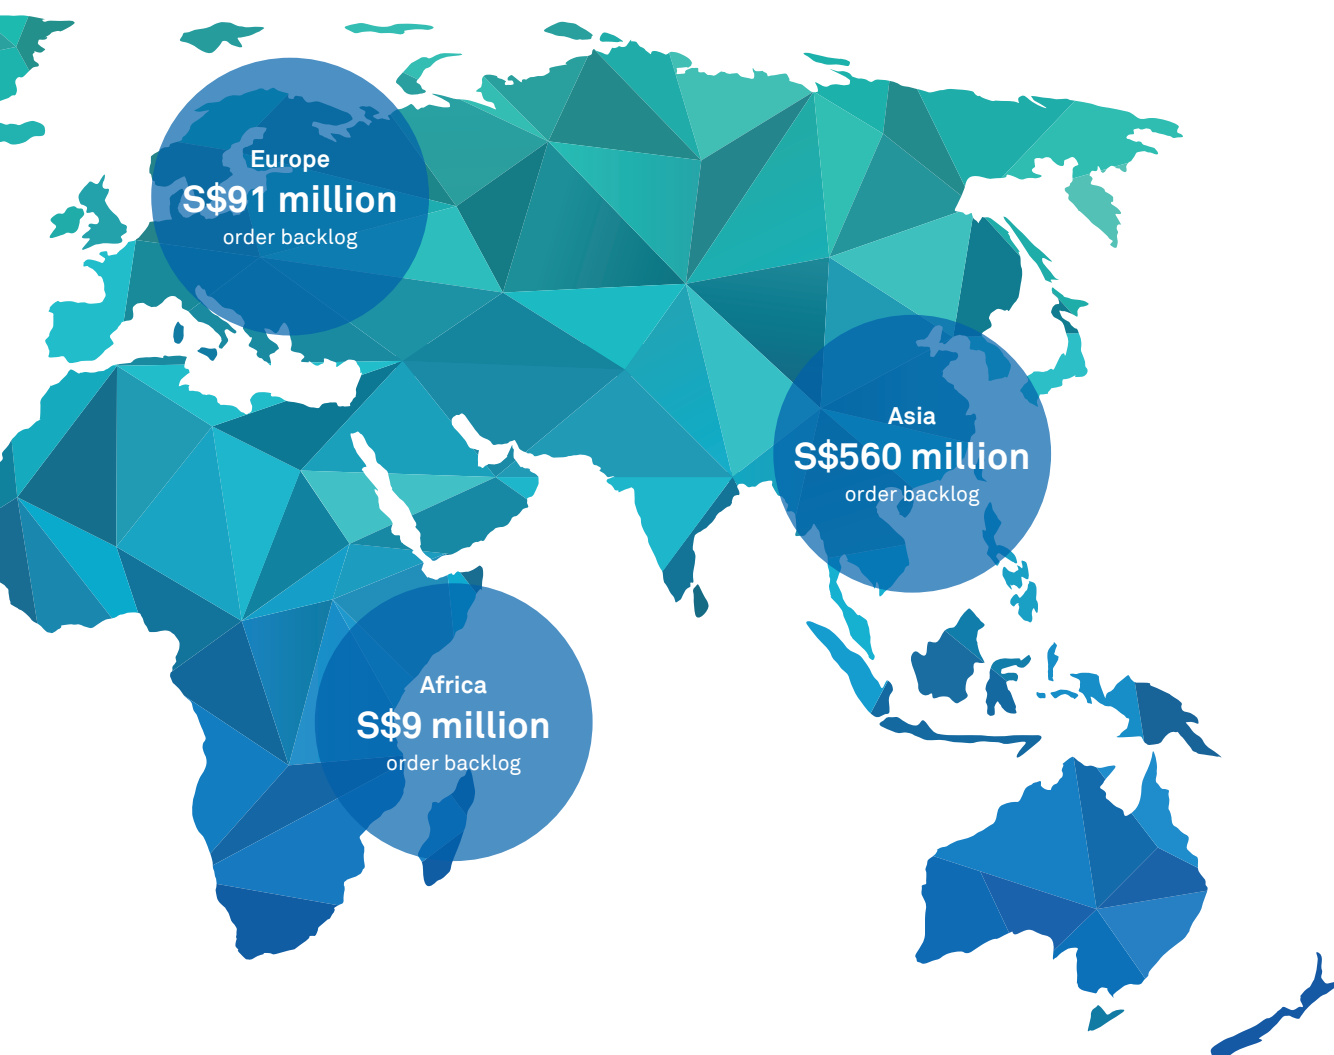 Europe
S$91 million
order backlog
Asia
S$560 million
order backlog
Africa
S$9 million
order backlog